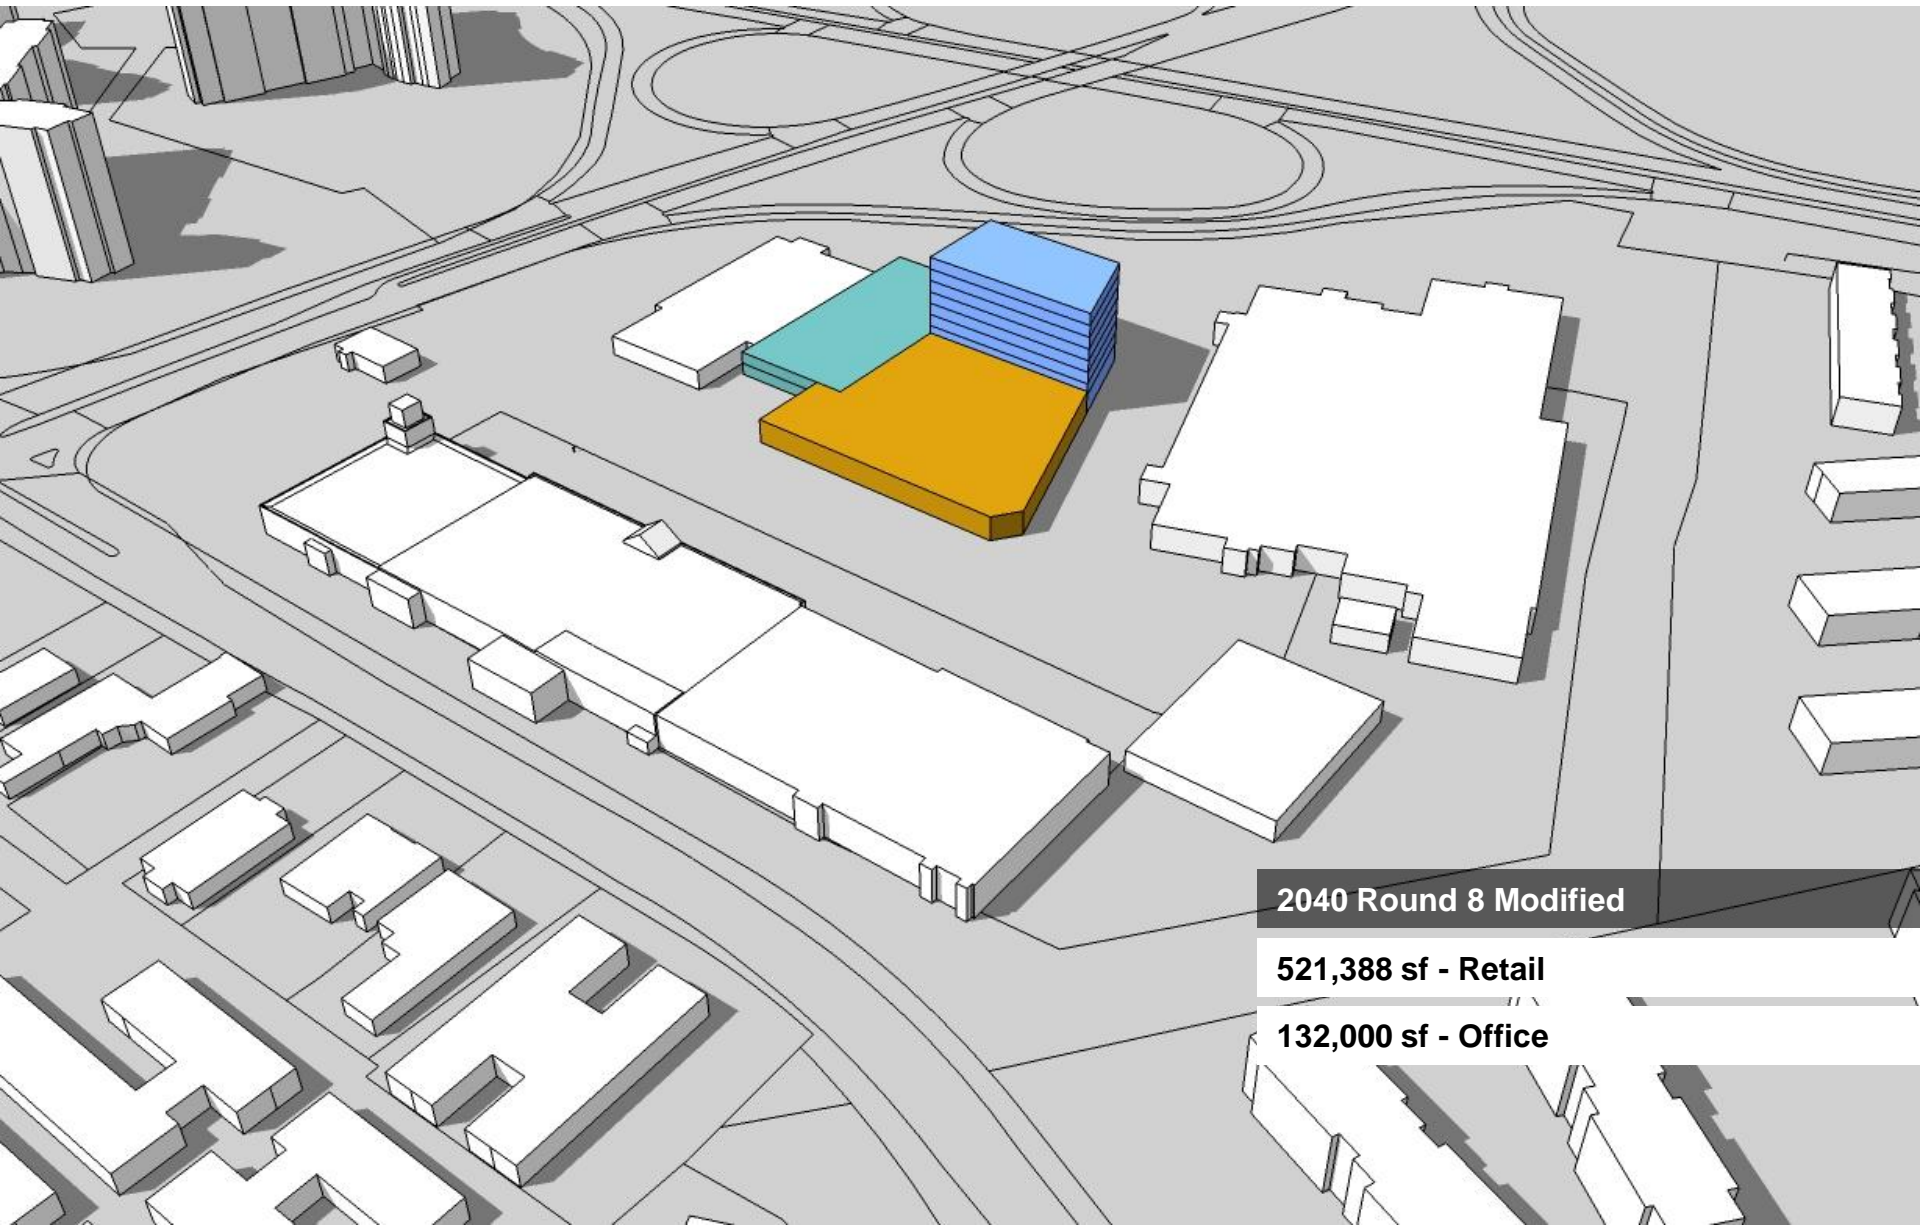 2040 Round 8 Modified
521,388 sf - Retail
132,000 sf - Office